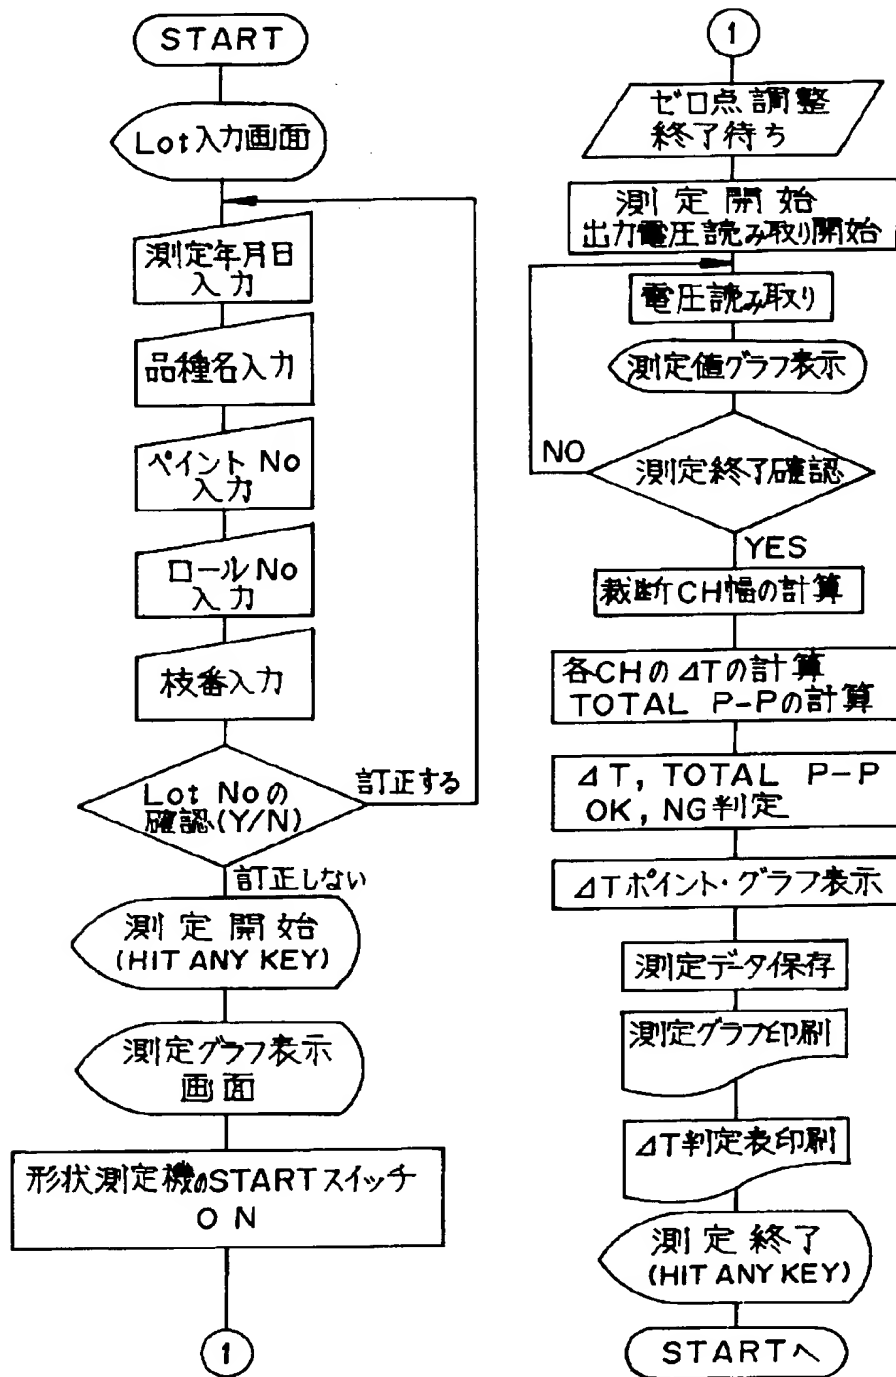 START
Lot入力画面
測定年月日
入力
品種名入力
ペイントNo
入力
ロールNo
入力
枝番入力
Lot Noの
確認(Y/N)
訂正する
訂正しない
測定開始
(HIT ANY KEY)
測定グラフ表示
画面
形状測定機のSTARTスイッチ
ON
1
1
ゼロ点調整
終了待ち
測定開始
出力電圧読み取り開始
電圧読み取り
測定値グラフ表示
NO
測定終了確認
YES
裁断CH幅の計算
各CHのΔTの計算
TOTAL P-Pの計算
ΔT, TOTAL P-P
OK, NG判定
ΔTポイント・グラフ表示
測定データ保存
測定グラフ印刷
ΔT判定表印刷
測定終了
(HIT ANY KEY)
STARTへ